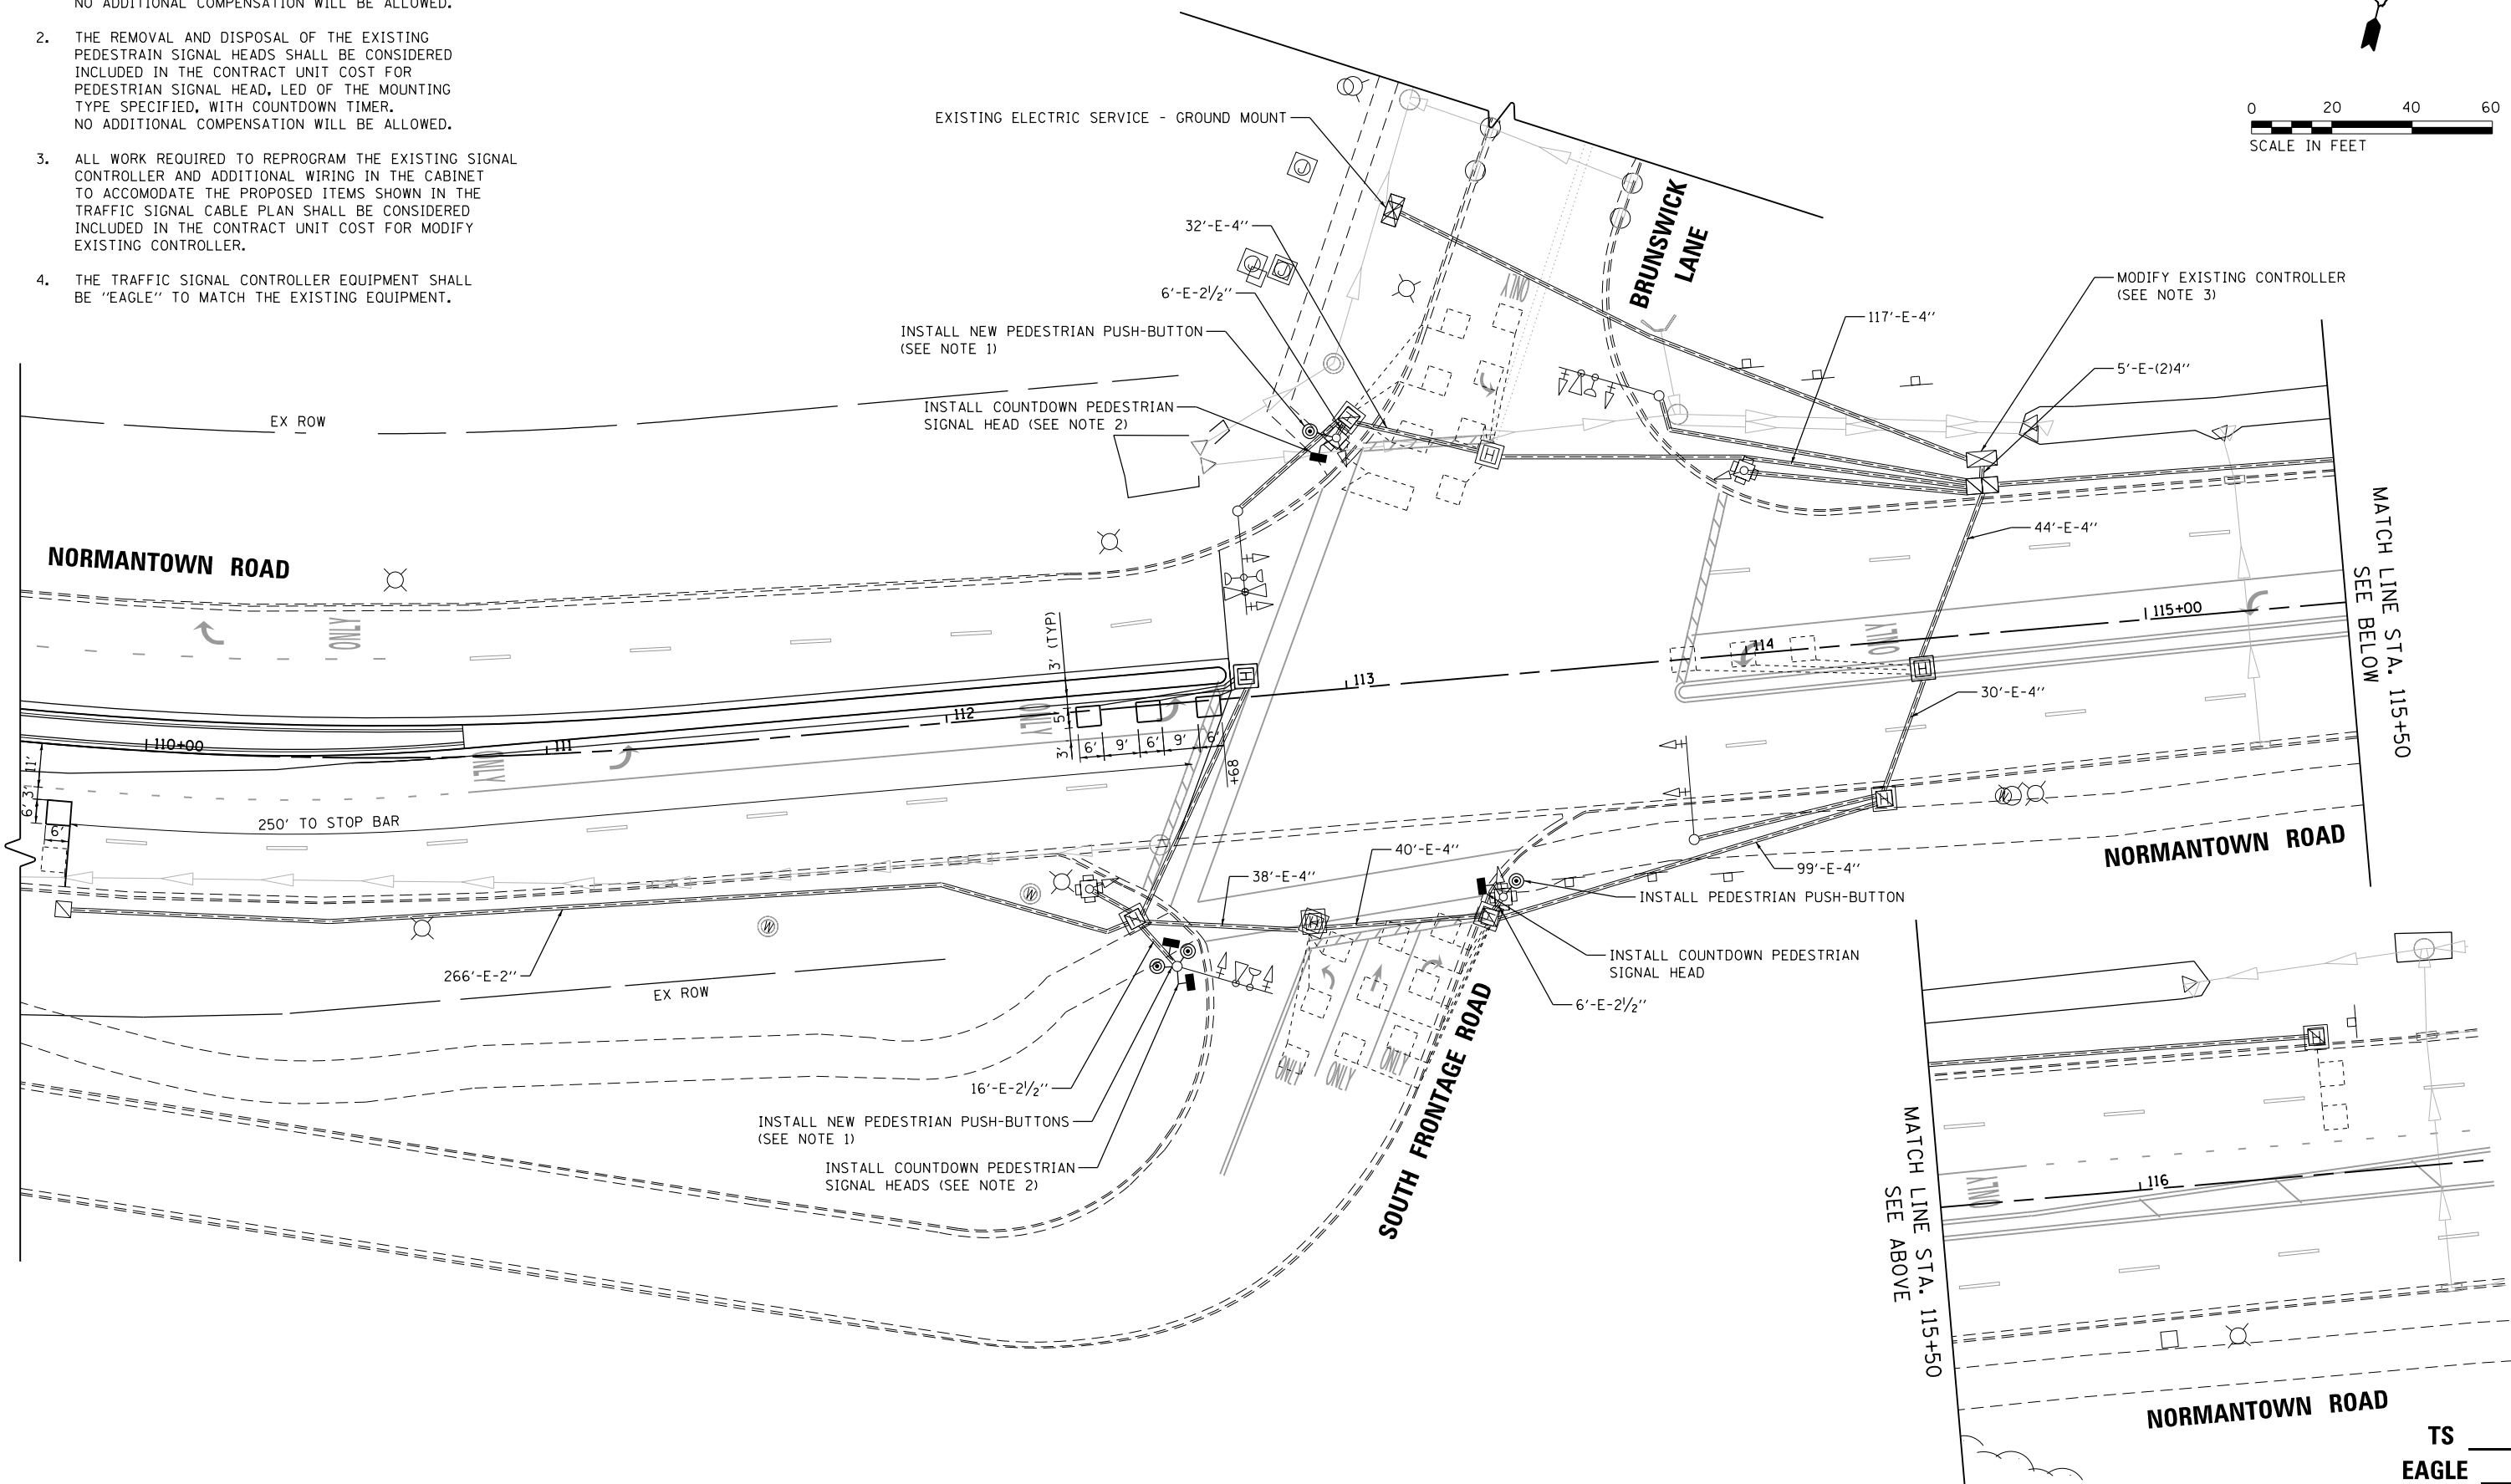 NO ADDITIONAL COMPENSATION WILL BE ALLOWED.
2. THE REMOVAL AND DISPOSAL OF THE EXISTING
PEDESTRAIN SIGNAL HEADS SHALL BE CONSIDERED
INCLUDED IN THE CONTRACT UNIT COST FOR
PEDESTRIAN SIGNAL HEAD, LED OF THE MOUNTING
TYPE SPECIFIED, WITH COUNTDOWN TIMER.
NO ADDITIONAL COMPENSATION WILL BE ALLOWED.
3. ALL WORK REQUIRED TO REPROGRAM THE EXISTING SIGNAL
CONTROLLER AND ADDITIONAL WIRING IN THE CABINET
TO ACCOMODATE THE PROPOSED ITEMS SHOWN IN THE
TRAFFIC SIGNAL CABLE PLAN SHALL BE CONSIDERED
INCLUDED IN THE CONTRACT UNIT COST FOR MODIFY
EXISTING CONTROLLER.
4. THE TRAFFIC SIGNAL CONTROLLER EQUIPMENT SHALL
BE "EAGLE" TO MATCH THE EXISTING EQUIPMENT.
0 20 40 60
SCALE IN FEET
EXISTING ELECTRIC SERVICE - GROUND MOUNT
J
32'-E-4"
J
J
6'-E-2½"
INSTALL NEW PEDESTRIAN PUSH-BUTTON
(SEE NOTE 1)
INSTALL COUNTDOWN PEDESTRIAN
SIGNAL HEAD (SEE NOTE 2)
BRUNSWICK
LANE
ONLY
MODIFY EXISTING CONTROLLER
(SEE NOTE 3)
117'-E-4"
5'-E-(2)4"
44'-E-4"
EX ROW
NORMANTOWN ROAD
ONLY
H
MATCH LINE STA. 115+50
SEE BELOW
115+00
114
ONLY
H
113
H
3' (TYP)
5'
3'
6' 9' 6' 9' 6'
+68
112
ONLY
111
ONLY
110+00
11'
3'
6'
6'
250' TO STOP BAR
30'-E-4"
NORMANTOWN ROAD
W
40'-E-4"
38'-E-4"
99'-E-4"
INSTALL PEDESTRIAN PUSH-BUTTON
INSTALL COUNTDOWN PEDESTRIAN
SIGNAL HEAD
6'-E-2½"
H
W
W
266'-E-2"
EX ROW
16'-E-2½"
INSTALL NEW PEDESTRIAN PUSH-BUTTONS
(SEE NOTE 1)
INSTALL COUNTDOWN PEDESTRIAN
SIGNAL HEADS (SEE NOTE 2)
ONLY
ONLY
ONLY
SOUTH FRONTAGE ROAD
MATCH LINE STA. 115+50
SEE ABOVE
ONLY
116
NORMANTOWN ROAD
TS
EAGLE